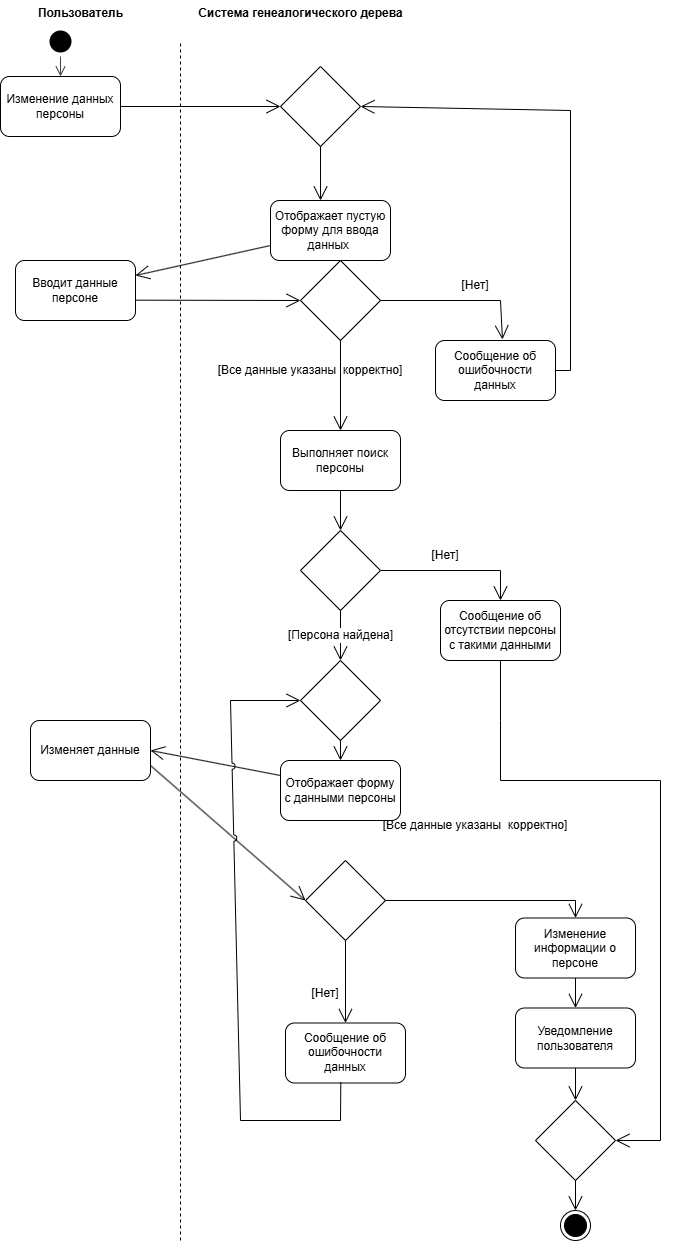 Пользователь
Система генеалогического дерева
Изменение данных
персоны
Отображает пустую
форму для ввода
данных
Вводит данные
персоне
[Нет]
Сообщение об
ошибочности
данных
[Все данные указаны  корректно]
Выполняет поиск
персоны
[Нет]
Сообщение об
отсутствии персоны
с такими данными
[Персона найдена]
Изменяет данные
Отображает форму
с данными персоны
[Все данные указаны  корректно]
Изменение
информации о
персоне
[Нет]
Сообщение об
ошибочности
данных
Уведомление
пользователя